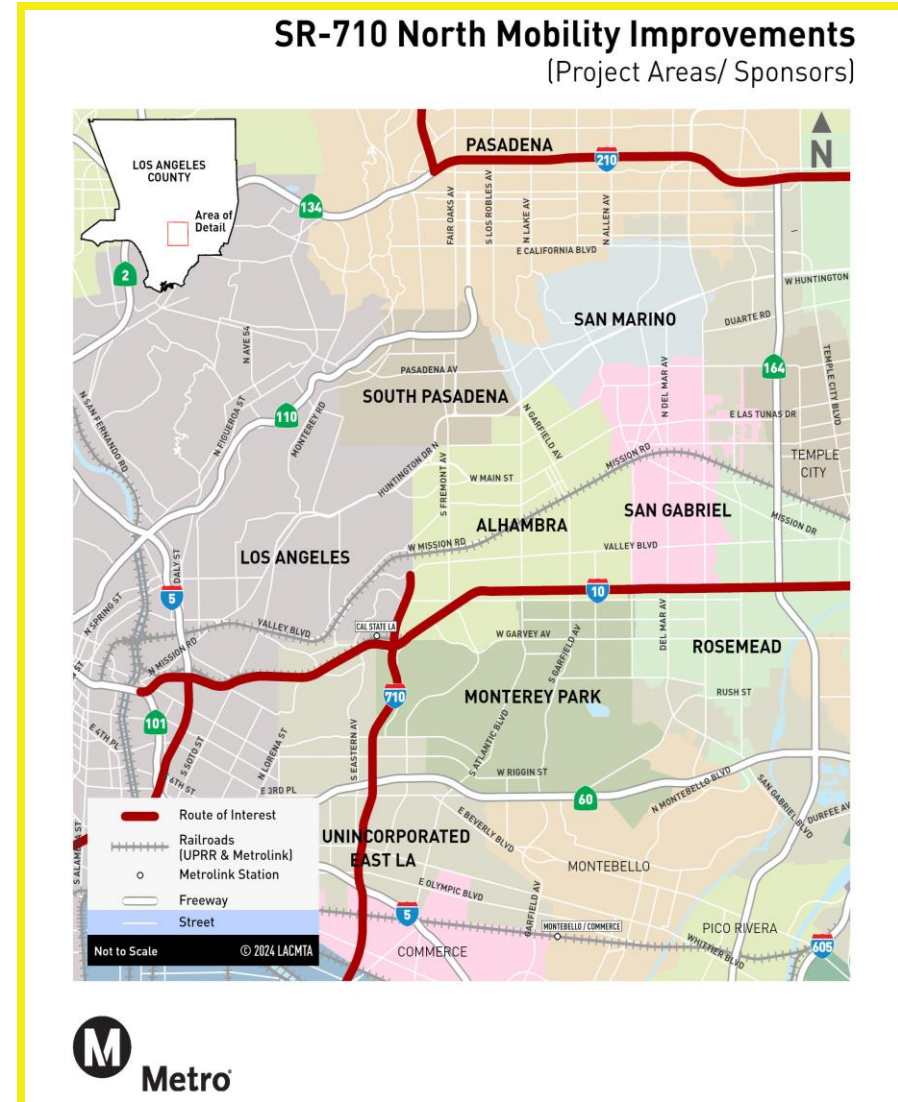 SR-710 North Mobility Improvements
(Project Areas/ Sponsors)
LOS ANGELES
COUNTY
Area of
Detail
N
PASADENA
210
134
2
FAIR OAKS AV
S LOS ROBLES AV
N LAKE AV
N ALLEN AV
E CALIFORNIA BLVD
W HUNTINGTON
SAN MARINO
DUARTE RD
N AVE 54
PASADENA AV
SOUTH PASADENA
N DEL MAR AV
164
TEMPLE CITY BLVD
N SAN FERNANDO RD
N FIGUEROA ST
110
MONTEREY RD
N GARFIELD AV
E LAS TUNAS DR
HUNTINGTON DR N
S FREMONT AV
W MAIN ST
MISSION RD
TEMPLE
CITY
ALHAMBRA
SAN GABRIEL
MISSION DR
LOS ANGELES
W MISSION RD
VALLEY BLVD
DALY ST
5
10
N SPRING ST
VALLEY BLVD
CAL STATE LA
W GARVEY AV
S GARFIELD AV
DEL MAR AV
ROSEMEAD
N MISSION RD
710
MONTEREY PARK
RUSH ST
101
E 4TH PL
S SOTO ST
6TH ST
N LORENA ST
E 3RD PL
S EASTERN AV
S ATLANTIC BLVD
W RIGGIN ST
60
N MONTEBELLO BLVD
SAN GABRIEL BLVD
DURFEE AV
E BEVERLY BLVD
UNINCORPORATED
EAST LA
MONTEBELLO
S ALAMEDA ST
E OLYMPIC BLVD
GARFIELD AV
5
MONTEBELLO / COMMERCE
PICO RIVERA
WHITTIER BLVD
605
COMMERCE
Route of Interest
Railroads
(UPRR & Metrolink)
Metrolink Station
Freeway
Street
Not to Scale © 2024 LACMTA
M
Metro